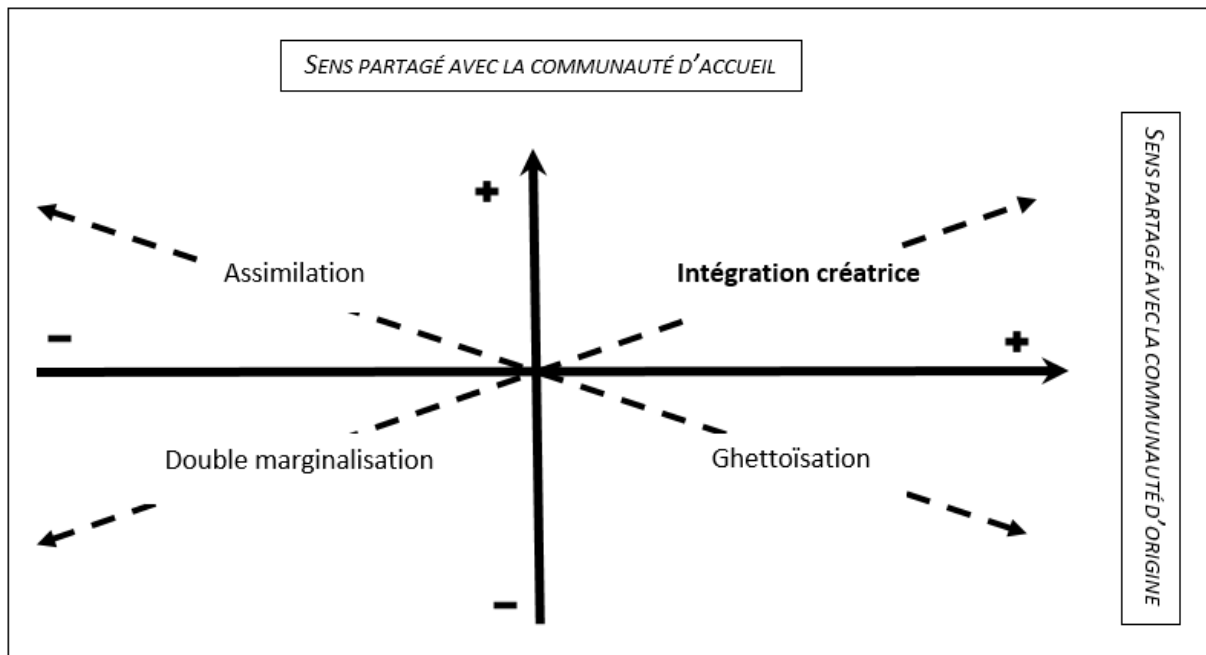 SENS PARTAGÉ AVEC LA COMMUNAUTÉ D'ACCUEIL
SENS PARTAGÉ AVEC LA COMMUNAUTÉ D'ORIGINE
+
Assimilation
Intégration créatrice
–
+
Double marginalisation
Ghettoïsation
–